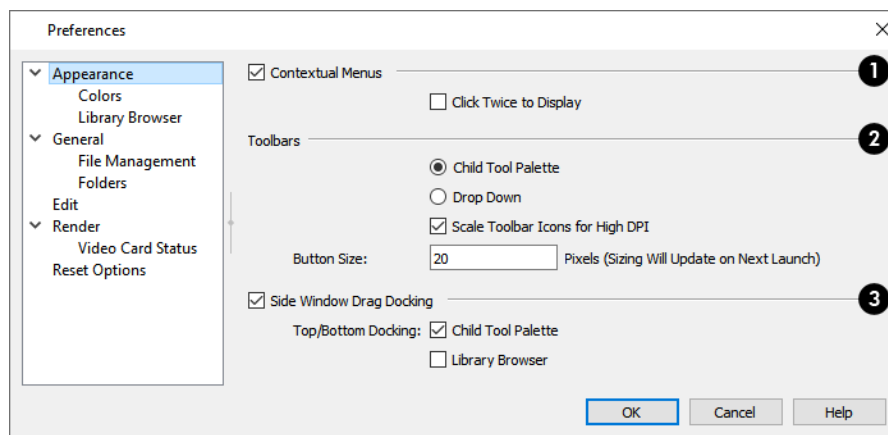 Preferences
Appearance
Colors
Library Browser
General
File Management
Folders
Edit
Render
Video Card Status
Reset Options
Contextual Menus
1
Click Twice to Display
Toolbars
2
Child Tool Palette
Drop Down
Scale Toolbar Icons for High DPI
Button Size: 20 Pixels (Sizing Will Update on Next Launch)
Side Window Drag Docking
3
Top/Bottom Docking: Child Tool Palette
Library Browser
OK Cancel Help